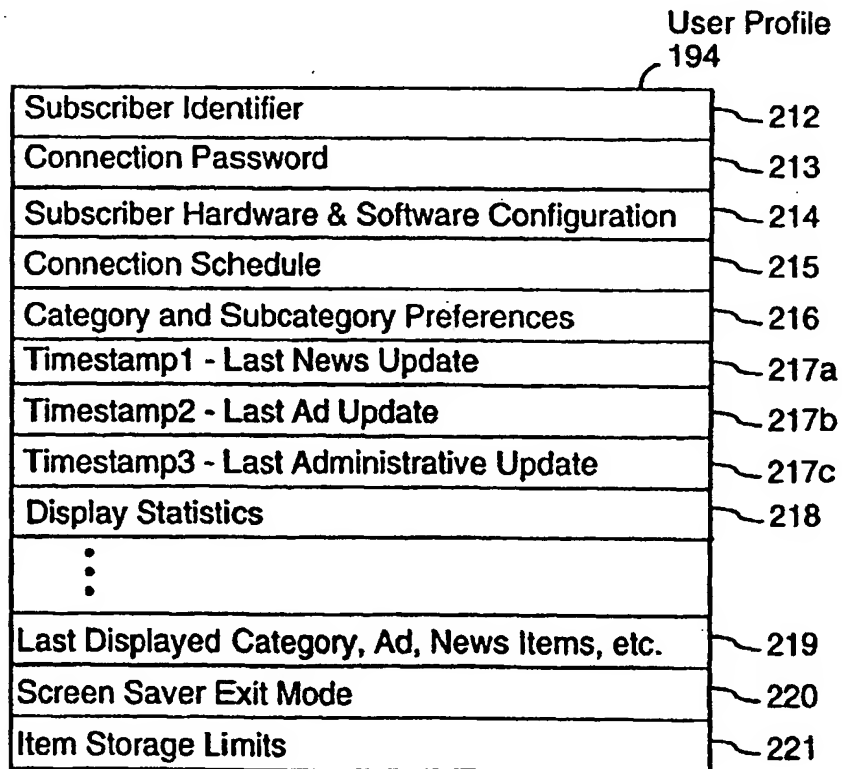 User Profile
194
Subscriber Identifier 212
Connection Password 213
Subscriber Hardware & Software Configuration 214
Connection Schedule 215
Category and Subcategory Preferences 216
Timestamp1 - Last News Update 217a
Timestamp2 - Last Ad Update 217b
Timestamp3 - Last Administrative Update 217c
Display Statistics 218
Last Displayed Category, Ad, News Items, etc. 219
Screen Saver Exit Mode 220
Item Storage Limits 221